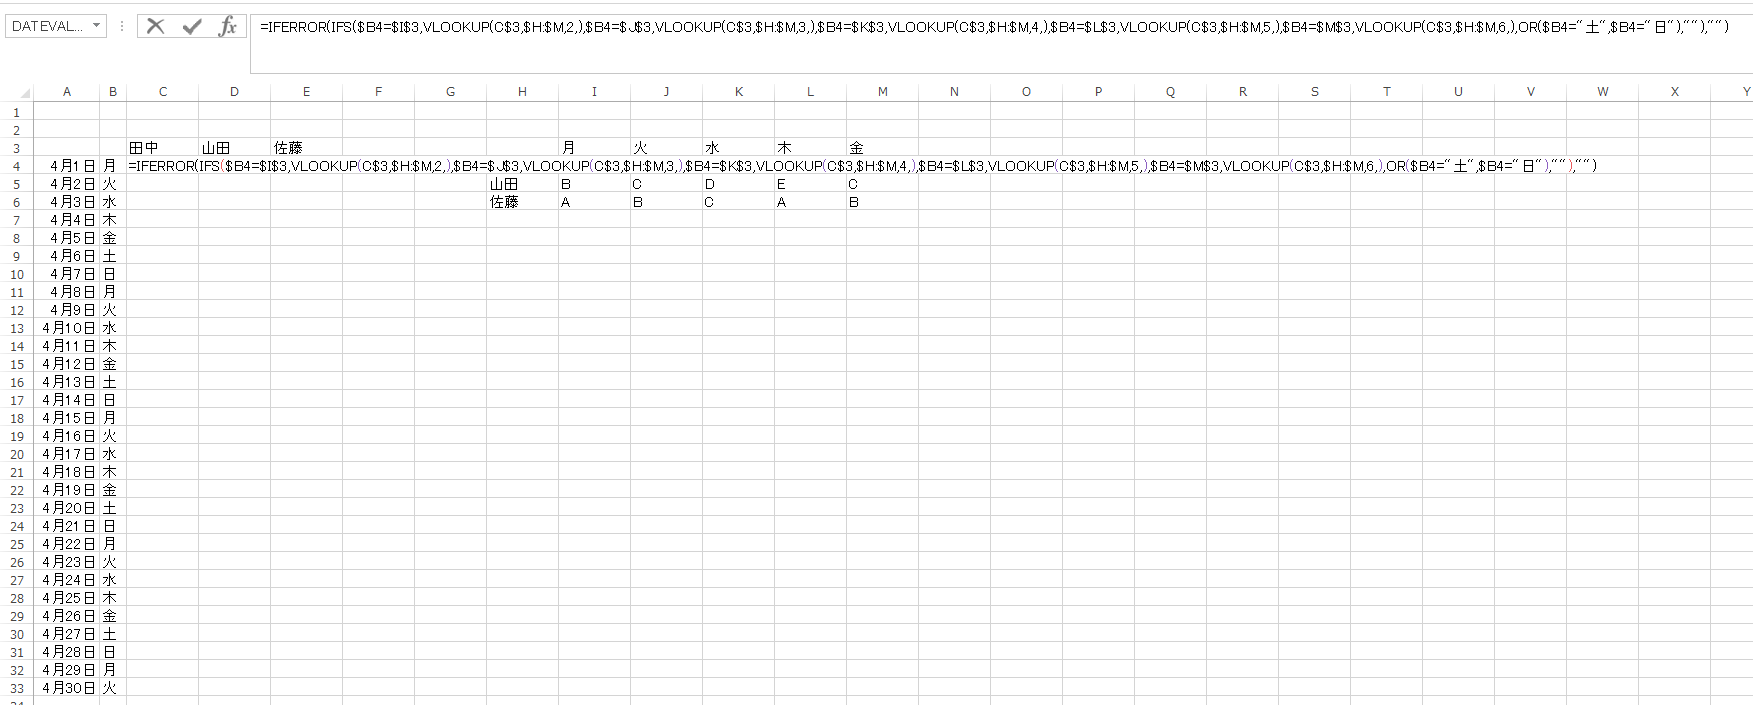 DATEVAL...
=IFERROR(IFS($B4=$I$3,VLOOKUP(C$3,$H:$M,2,),$B4=$J$3,VLOOKUP(C$3,$H:$M,3,),$B4=$K$3,VLOOKUP(C$3,$H:$M,4,),$B4=$L$3,VLOOKUP(C$3,$H:$M,5,),$B4=$M$3,VLOOKUP(C$3,$H:$M,6,),OR($B4="土",$B4="日"),""),"")
A B C D E F G H I J K L M N O P Q R S T U V W X Y
1
2
3 田中 山田 佐藤 月 火 水 木 金
4 4月1日 月 =IFERROR(IFS($B4=$I$3,VLOOKUP(C$3,$H:$M,2,),$B4=$J$3,VLOOKUP(C$3,$H:$M,3,),$B4=$K$3,VLOOKUP(C$3,$H:$M,4,),$B4=$L$3,VLOOKUP(C$3,$H:$M,5,),$B4=$M$3,VLOOKUP(C$3,$H:$M,6,),OR($B4="土",$B4="日"),""),"")
5 4月2日 火 山田 B C D E C
6 4月3日 水 佐藤 A B C A B
7 4月4日 木
8 4月5日 金
9 4月6日 土
10 4月7日 日
11 4月8日 月
12 4月9日 火
13 4月10日 水
14 4月11日 木
15 4月12日 金
16 4月13日 土
17 4月14日 日
18 4月15日 月
19 4月16日 火
20 4月17日 水
21 4月18日 木
22 4月19日 金
23 4月20日 土
24 4月21日 日
25 4月22日 月
26 4月23日 火
27 4月24日 水
28 4月25日 木
29 4月26日 金
30 4月27日 土
31 4月28日 日
32 4月29日 月
33 4月30日 火